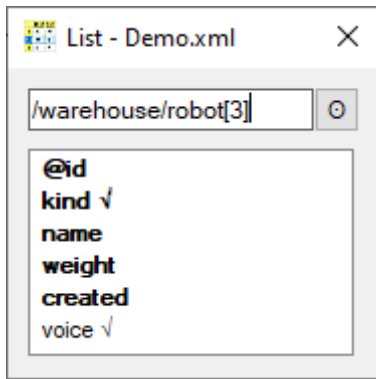 List - Demo.xml
/warehouse/robot[3]
@id
kind √
name
weight
created
voice √